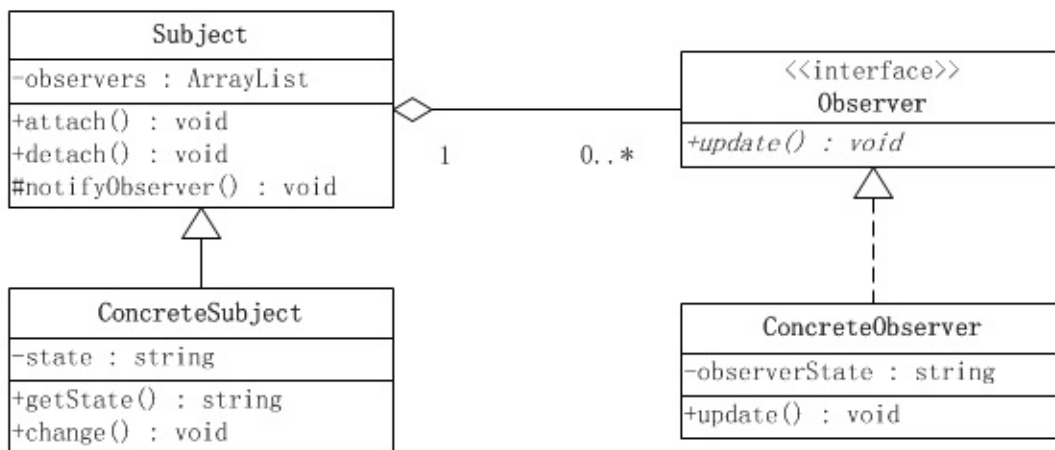 Subject
-observers : ArrayList
+attach() : void
+detach() : void
#notifyObserver() : void
1
0..*
<<interface>>
Observer
+update() : void
ConcreteSubject
-state : string
+getState() : string
+change() : void
ConcreteObserver
-observerState : string
+update() : void